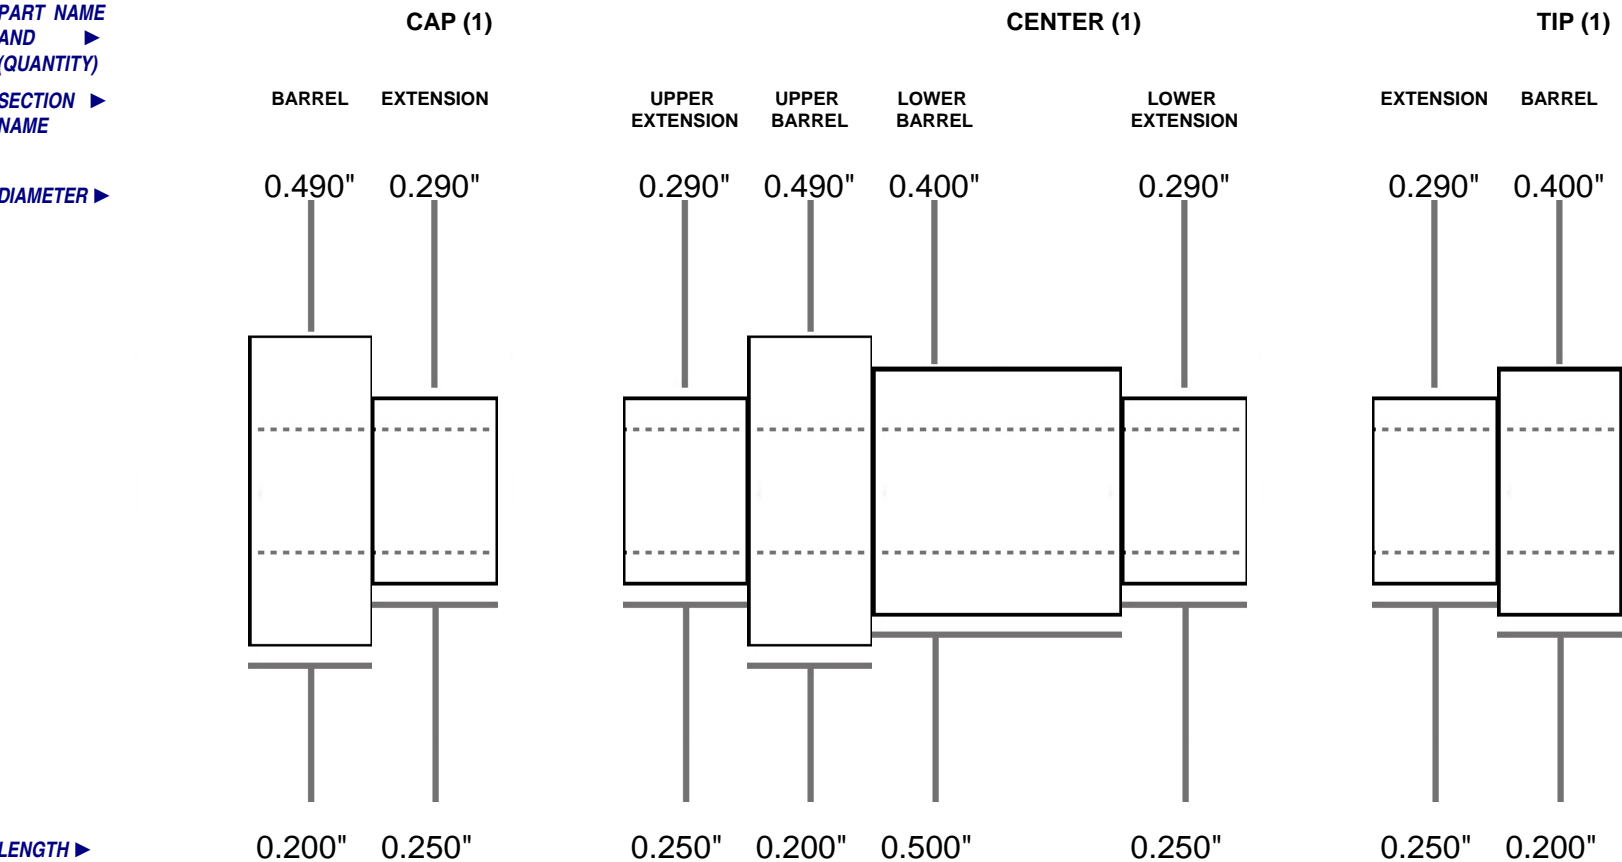 PART NAME
AND ►
(QUANTITY)
CAP (1)
CENTER (1)
TIP (1)
SECTION ►
NAME
BARREL
EXTENSION
UPPER
EXTENSION
UPPER
BARREL
LOWER
BARREL
LOWER
EXTENSION
EXTENSION
BARREL
DIAMETER ►
0.490"
0.290"
0.290"
0.490"
0.400"
0.290"
0.290"
0.400"
LENGTH ►
0.200"
0.250"
0.250"
0.200"
0.500"
0.250"
0.250"
0.200"